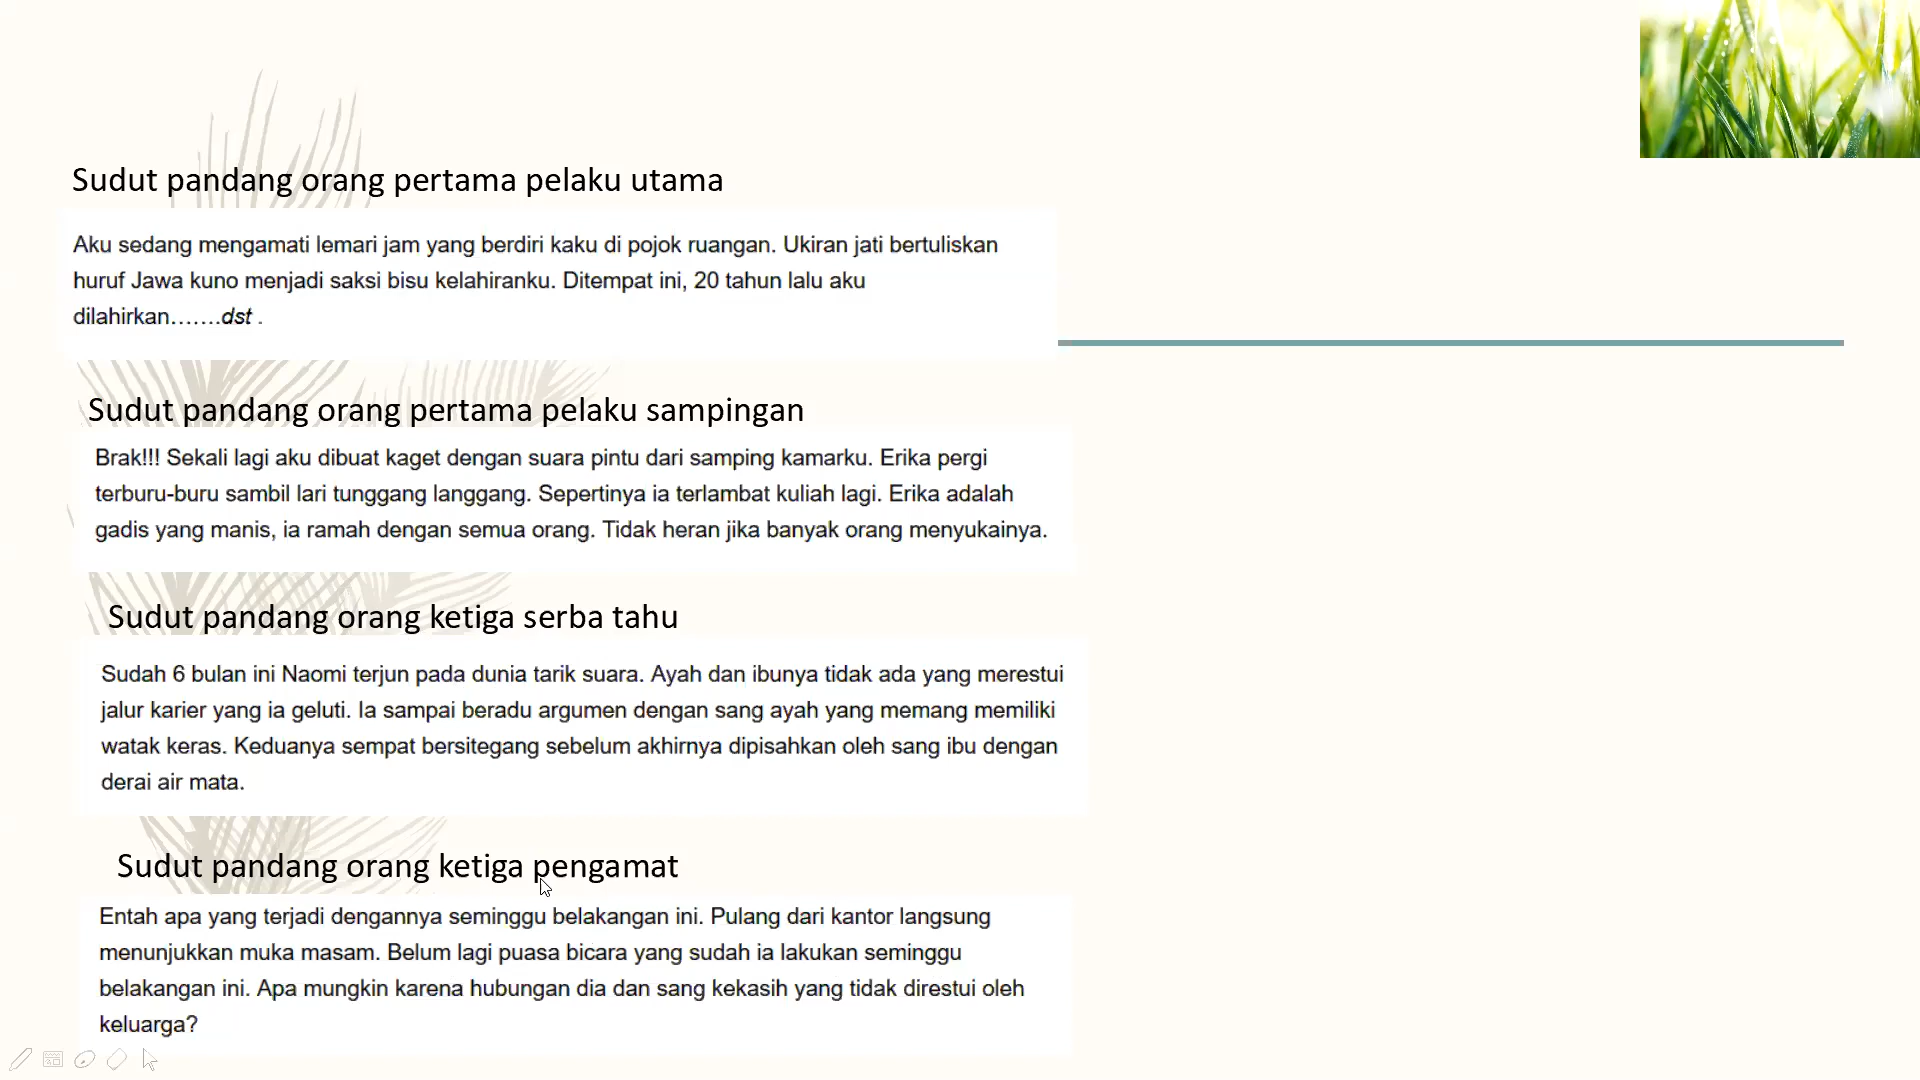 Sudut pandang orang pertama pelaku utama
Aku sedang mengamati lemari jam yang berdiri kaku di pojok ruangan. Ukiran jati bertuliskan
huruf Jawa kuno menjadi saksi bisu kelahiranku. Ditempat ini, 20 tahun lalu aku
dilahirkan…….dst .
Sudut pandang orang pertama pelaku sampingan
Brak!!! Sekali lagi aku dibuat kaget dengan suara pintu dari samping kamarku. Erika pergi
terburu-buru sambil lari tunggang langgang. Sepertinya ia terlambat kuliah lagi. Erika adalah
gadis yang manis, ia ramah dengan semua orang. Tidak heran jika banyak orang menyukainya.
Sudut pandang orang ketiga serba tahu
Sudah 6 bulan ini Naomi terjun pada dunia tarik suara. Ayah dan ibunya tidak ada yang merestui
jalur karier yang ia geluti. Ia sampai beradu argumen dengan sang ayah yang memang memiliki
watak keras. Keduanya sempat bersitegang sebelum akhirnya dipisahkan oleh sang ibu dengan
derai air mata.
Sudut pandang orang ketiga pengamat
Entah apa yang terjadi dengannya seminggu belakangan ini. Pulang dari kantor langsung
menunjukkan muka masam. Belum lagi puasa bicara yang sudah ia lakukan seminggu
belakangan ini. Apa mungkin karena hubungan dia dan sang kekasih yang tidak direstui oleh
keluarga?